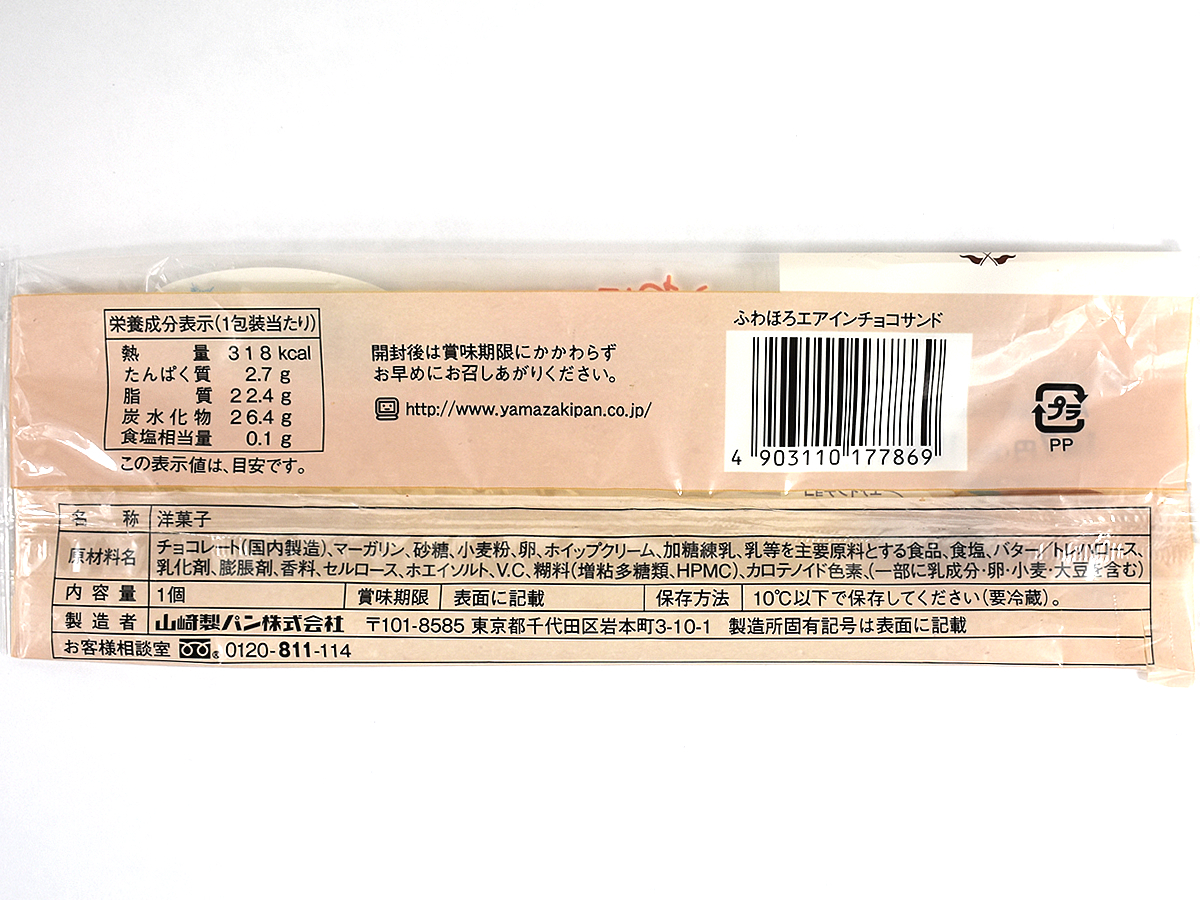 栄養成分表示(1包装当たり)
熱量 318 kcal
たんぱく質 2.7 g
脂質 22.4 g
炭水化物 26.4 g
食塩相当量 0.1 g
この表示値は、目安です。
開封後は賞味期限にかかわらず
お早めにお召しあがりください。
http://www.yamazakipan.co.jp/
ふわほろエアインチョコサンド
4 903110 177869
プラ
PP
名称 洋菓子
原材料名 チョコレート(国内製造)、マーガリン、砂糖、小麦粉、卵、ホイップクリーム、加糖練乳、乳等を主要原料とする食品、食塩、バター/トレハロース、
乳化剤、膨脹剤、香料、セルロース、ホエイソルト、V.C、糊料(増粘多糖類、HPMC)、カロテノイド色素、(一部に乳成分・卵・小麦・大豆を含む)
内容量 1個 賞味期限 表面に記載 保存方法 10℃以下で保存してください(要冷蔵)。
製造者 山崎製パン株式会社 〒101-8585 東京都千代田区岩本町3-10-1 製造所固有記号は表面に記載
お客様相談室 0120-811-114